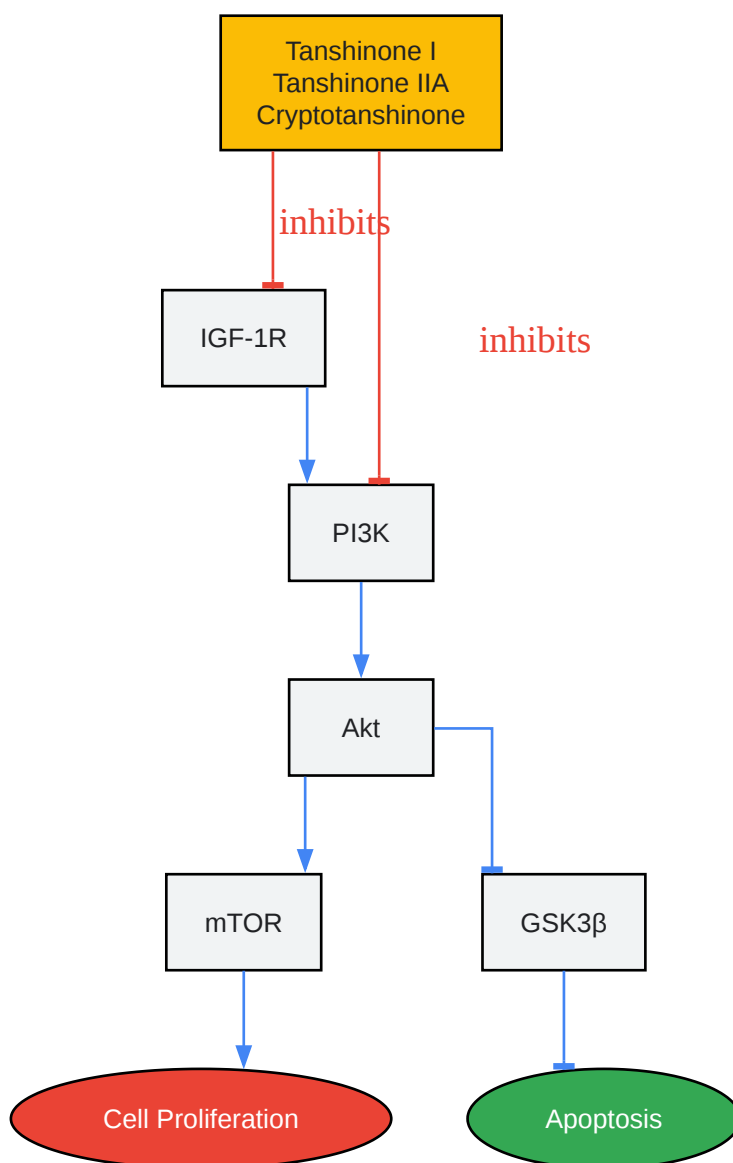 Tanshinone I
Tanshinone IIA
Cryptotanshinone
inhibits
IGF-1R
inhibits
PI3K
Akt
mTOR
GSK3β
Cell Proliferation
Apoptosis